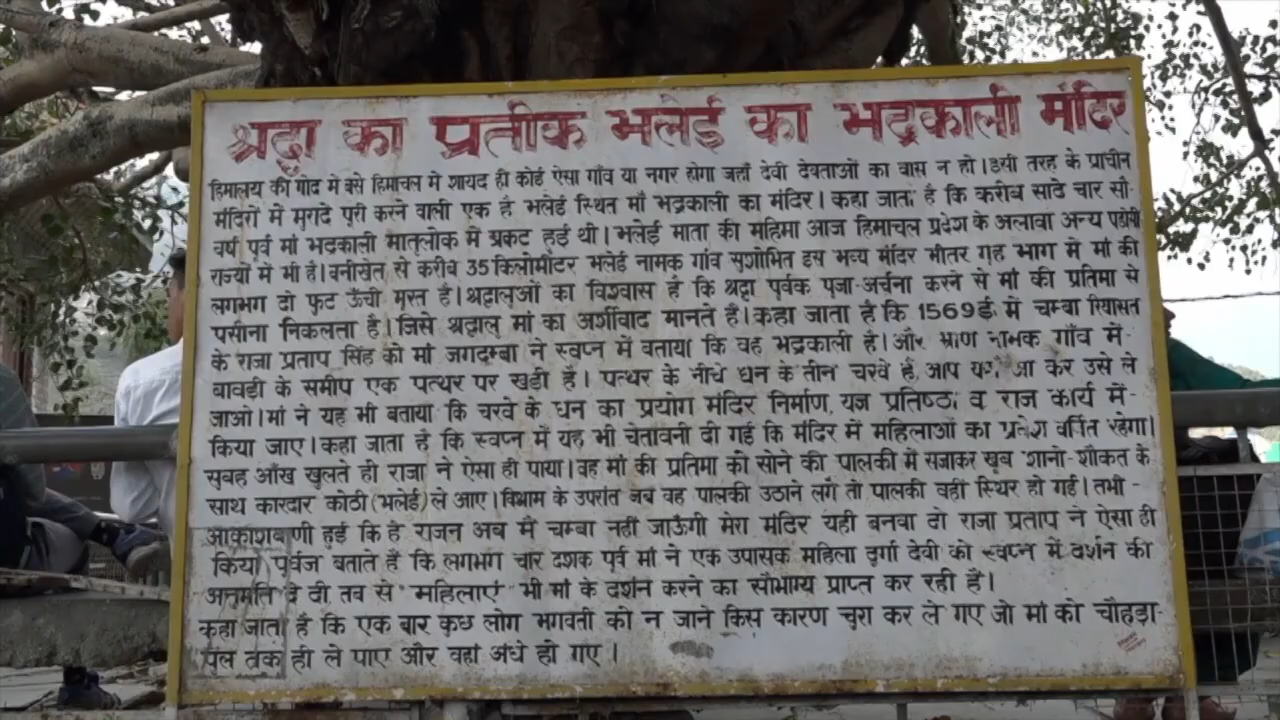 श्रद्धा का प्रतीक भलेई का भद्रकाली मंदिर
हिमालय की गोद मे बसे हिमाचल मे शायद ही कोई ऐसा गाँव या नगर होगा जहाँ देवी देवताओं का वास न हो। इसी तरह के प्राचीन
मंदिरों में मुरादे पूरी करने वाली एक है भलेई स्थित माँ भद्रकाली का मंदिर। कहा जाता है कि करीब साढे चार सौ-
वर्ष पूर्व मां भद्रकाली मातृलोक में प्रकट हुई थी। भलेई माता की महिमा आज हिमाचल प्रदेश के अलावा अन्य पड़ोसी
राज्यों में भी है। बनीखेत से करीब 35 किलोमीटर भलेई नामक गांव सुशोभित इस भव्य मंदिर भीतर गृह भाग में मां की
लगभग दो फुट ऊँची मूरत है। श्रद्धालुओं का विश्वास है कि श्रद्धा पूर्वक पूजा-अर्चना करने से मां की प्रतिमा से
पसीना निकलता है। जिसे श्रद्धालु मां का अर्शीवाद मानते है। कहा जाता है कि 1569ई में चम्बा रियासत
के राजा प्रताप सिंह को मां जगदम्बा ने स्वप्न में बताया कि वह भद्रकाली है। और भ्राण नामक गाँव में-
बावड़ी के समीप एक पत्थर पर खड़ी है। पत्थर के नीचे धन के तीन चरवे हैं, आप यहां आ कर उसे ले
जाओ। मां ने यह भी बताया कि चरवे के धन का प्रयोग मंदिर निर्माण, यज्ञ प्रतिष्ठा व राज कार्य में-
किया जाए। कहा जाता है कि स्वप्न में यह भी चेतावनी दी गई कि मंदिर में महिलाओं का प्रवेश वर्जित रहेगा।
सुबह आँख खुलते ही राजा ने ऐसा ही पाया। वह मां की प्रतिमा को सोने की पालकी में सजाकर खूब शानो-शौकत के
साथ कारदार कोठी (भलेई) ले आए। विश्राम के उपरांत जब वह पालकी उठाने लगे तो पालकी वहीं स्थिर हो गई। तभी -
आकाशवाणी हुई कि हे राजन अब मैं चम्बा नहीं जाऊँगी मेरा मंदिर यही बनवा दो राजा प्रताप ने ऐसा ही
किया पूर्वज बताते हैं कि लगभग चार दशक पूर्व मां ने एक उपासक महिला दुर्गा देवी को स्वप्न में दर्शन की
अनुमति दे दी तब से महिलाएं भी मां के दर्शन करने का सौभाग्य प्राप्त कर रही है।
कहा जाता है कि एक बार कुछ लोग भगवती को न जाने किस कारण चुरा कर ले गए जो मां को चौहड़ा-
पुल तक ही ले पाए और वहां अंधे हो गए।